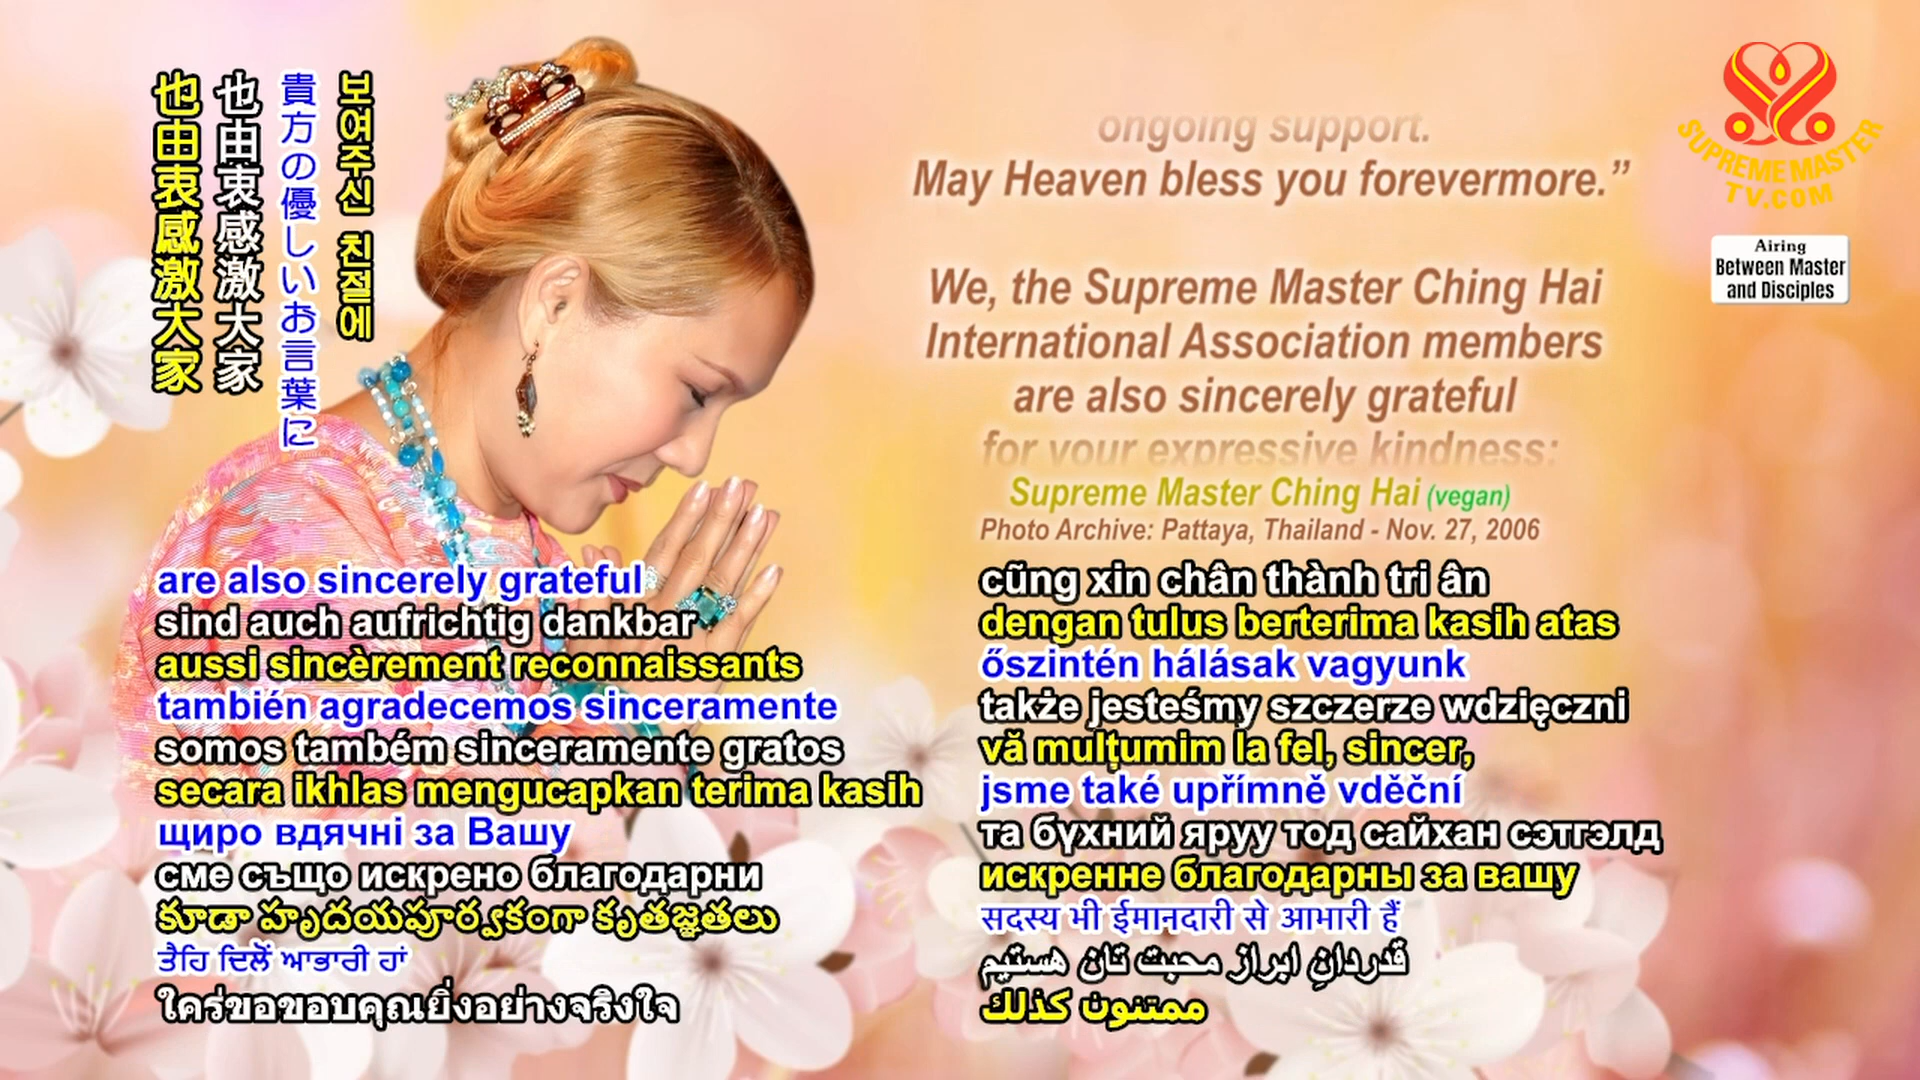 也由衷感激大家
也由衷感激大家
貴方の優しいお言葉に
보여주신 친절에
ongoing support.
May Heaven bless you forevermore.”
We, the Supreme Master Ching Hai
International Association members
are also sincerely grateful
for your expressive kindness:
Supreme Master Ching Hai (vegan)
Photo Archive: Pattaya, Thailand - Nov. 27, 2006
SUPREME MASTER
TV.COM
Airing
Between Master
and Disciples
are also sincerely grateful
sind auch aufrichtig dankbar
aussi sincèrement reconnaissants
también agradecemos sinceramente
somos também sinceramente gratos
secara ikhlas mengucapkan terima kasih
щиро вдячні за Вашу
сме също искрено благодарни
కూడా హృదయపూర్వకంగా కృతజ్ఞతలు
ਤੈਹਿ ਦਿਲੋਂ ਆਭਾਰੀ ਹਾਂ
ใคร่ขอขอบคุณยิ่งอย่างจริงใจ
cũng xin chân thành tri ân
dengan tulus berterima kasih atas
őszintén hálásak vagyunk
także jesteśmy szczerze wdzięczni
vă mulțumim la fel, sincer,
jsme také upřímně vděční
та бүхний яруу тод сайхан сэтгэлд
искренне благодарны за вашу
सदस्य भी ईमानदारी से आभारी हैं
قدردانِ ابراز محبت تان هستیم
ممتنون كذلك